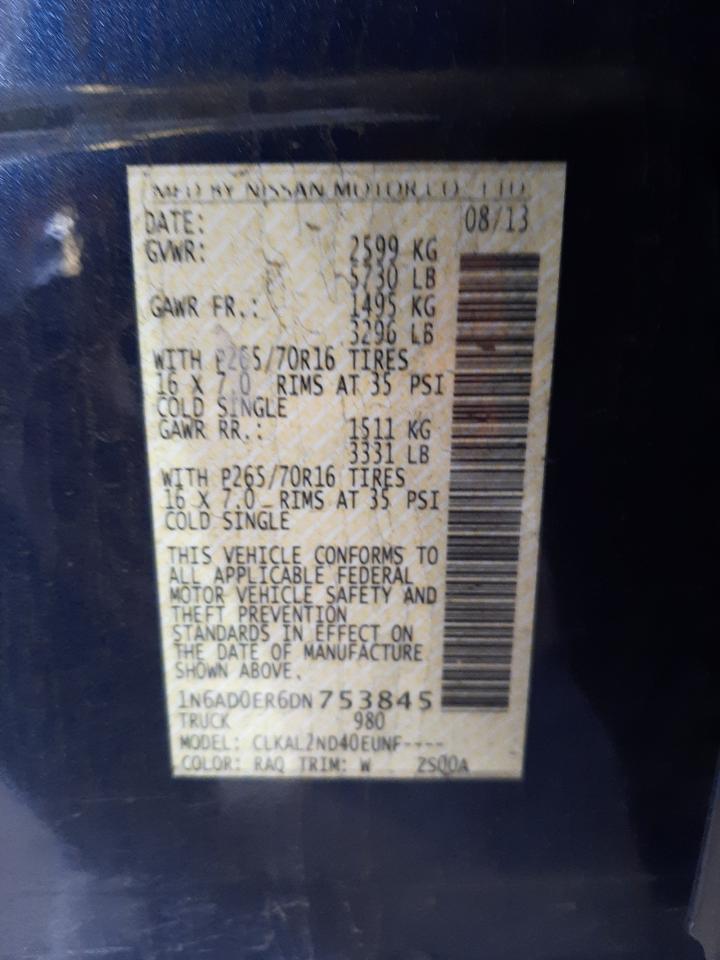 MFD BY NISSAN MOTOR CO., LTD.
DATE: 08/13
GVWR: 2599 KG
5730 LB
GAWR FR.: 1495 KG
3296 LB
WITH P265/70R16 TIRES
16 X 7.0 RIMS AT 35 PSI
COLD SINGLE
GAWR RR.: 1511 KG
3331 LB
WITH P265/70R16 TIRES
16 X 7.0 RIMS AT 35 PSI
COLD SINGLE
THIS VEHICLE CONFORMS TO
ALL APPLICABLE FEDERAL
MOTOR VEHICLE SAFETY AND
THEFT PREVENTION
STANDARDS IN EFFECT ON
THE DATE OF MANUFACTURE
SHOWN ABOVE.
1N6AD0ER6DN753845
TRUCK 980
MODEL: CLKAL2ND40EUNF----
COLOR: RAQ TRIM: W ZS00A